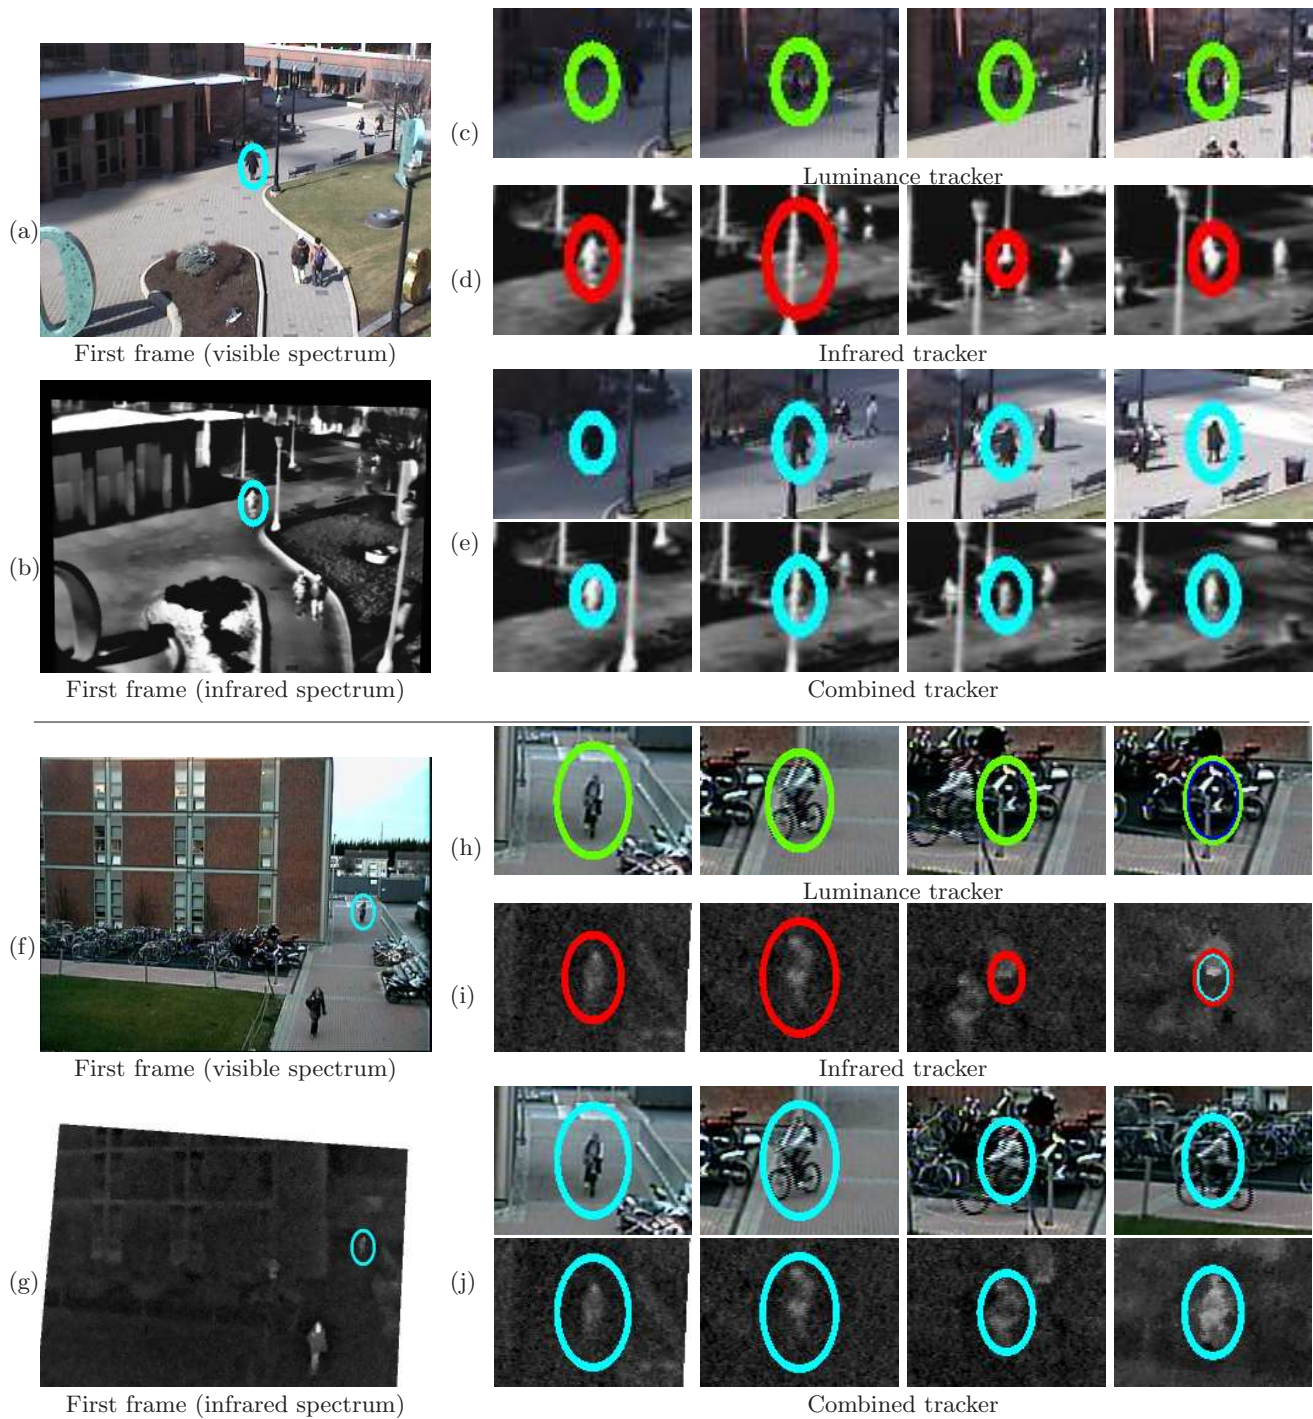 (a)
First frame (visible spectrum)
(b)
First frame (infrared spectrum)
(c)
Luminance tracker
(d)
Infrared tracker
(e)
Combined tracker
(f)
First frame (visible spectrum)
(g)
First frame (infrared spectrum)
(h)
Luminance tracker
(i)
Infrared tracker
(j)
Combined tracker